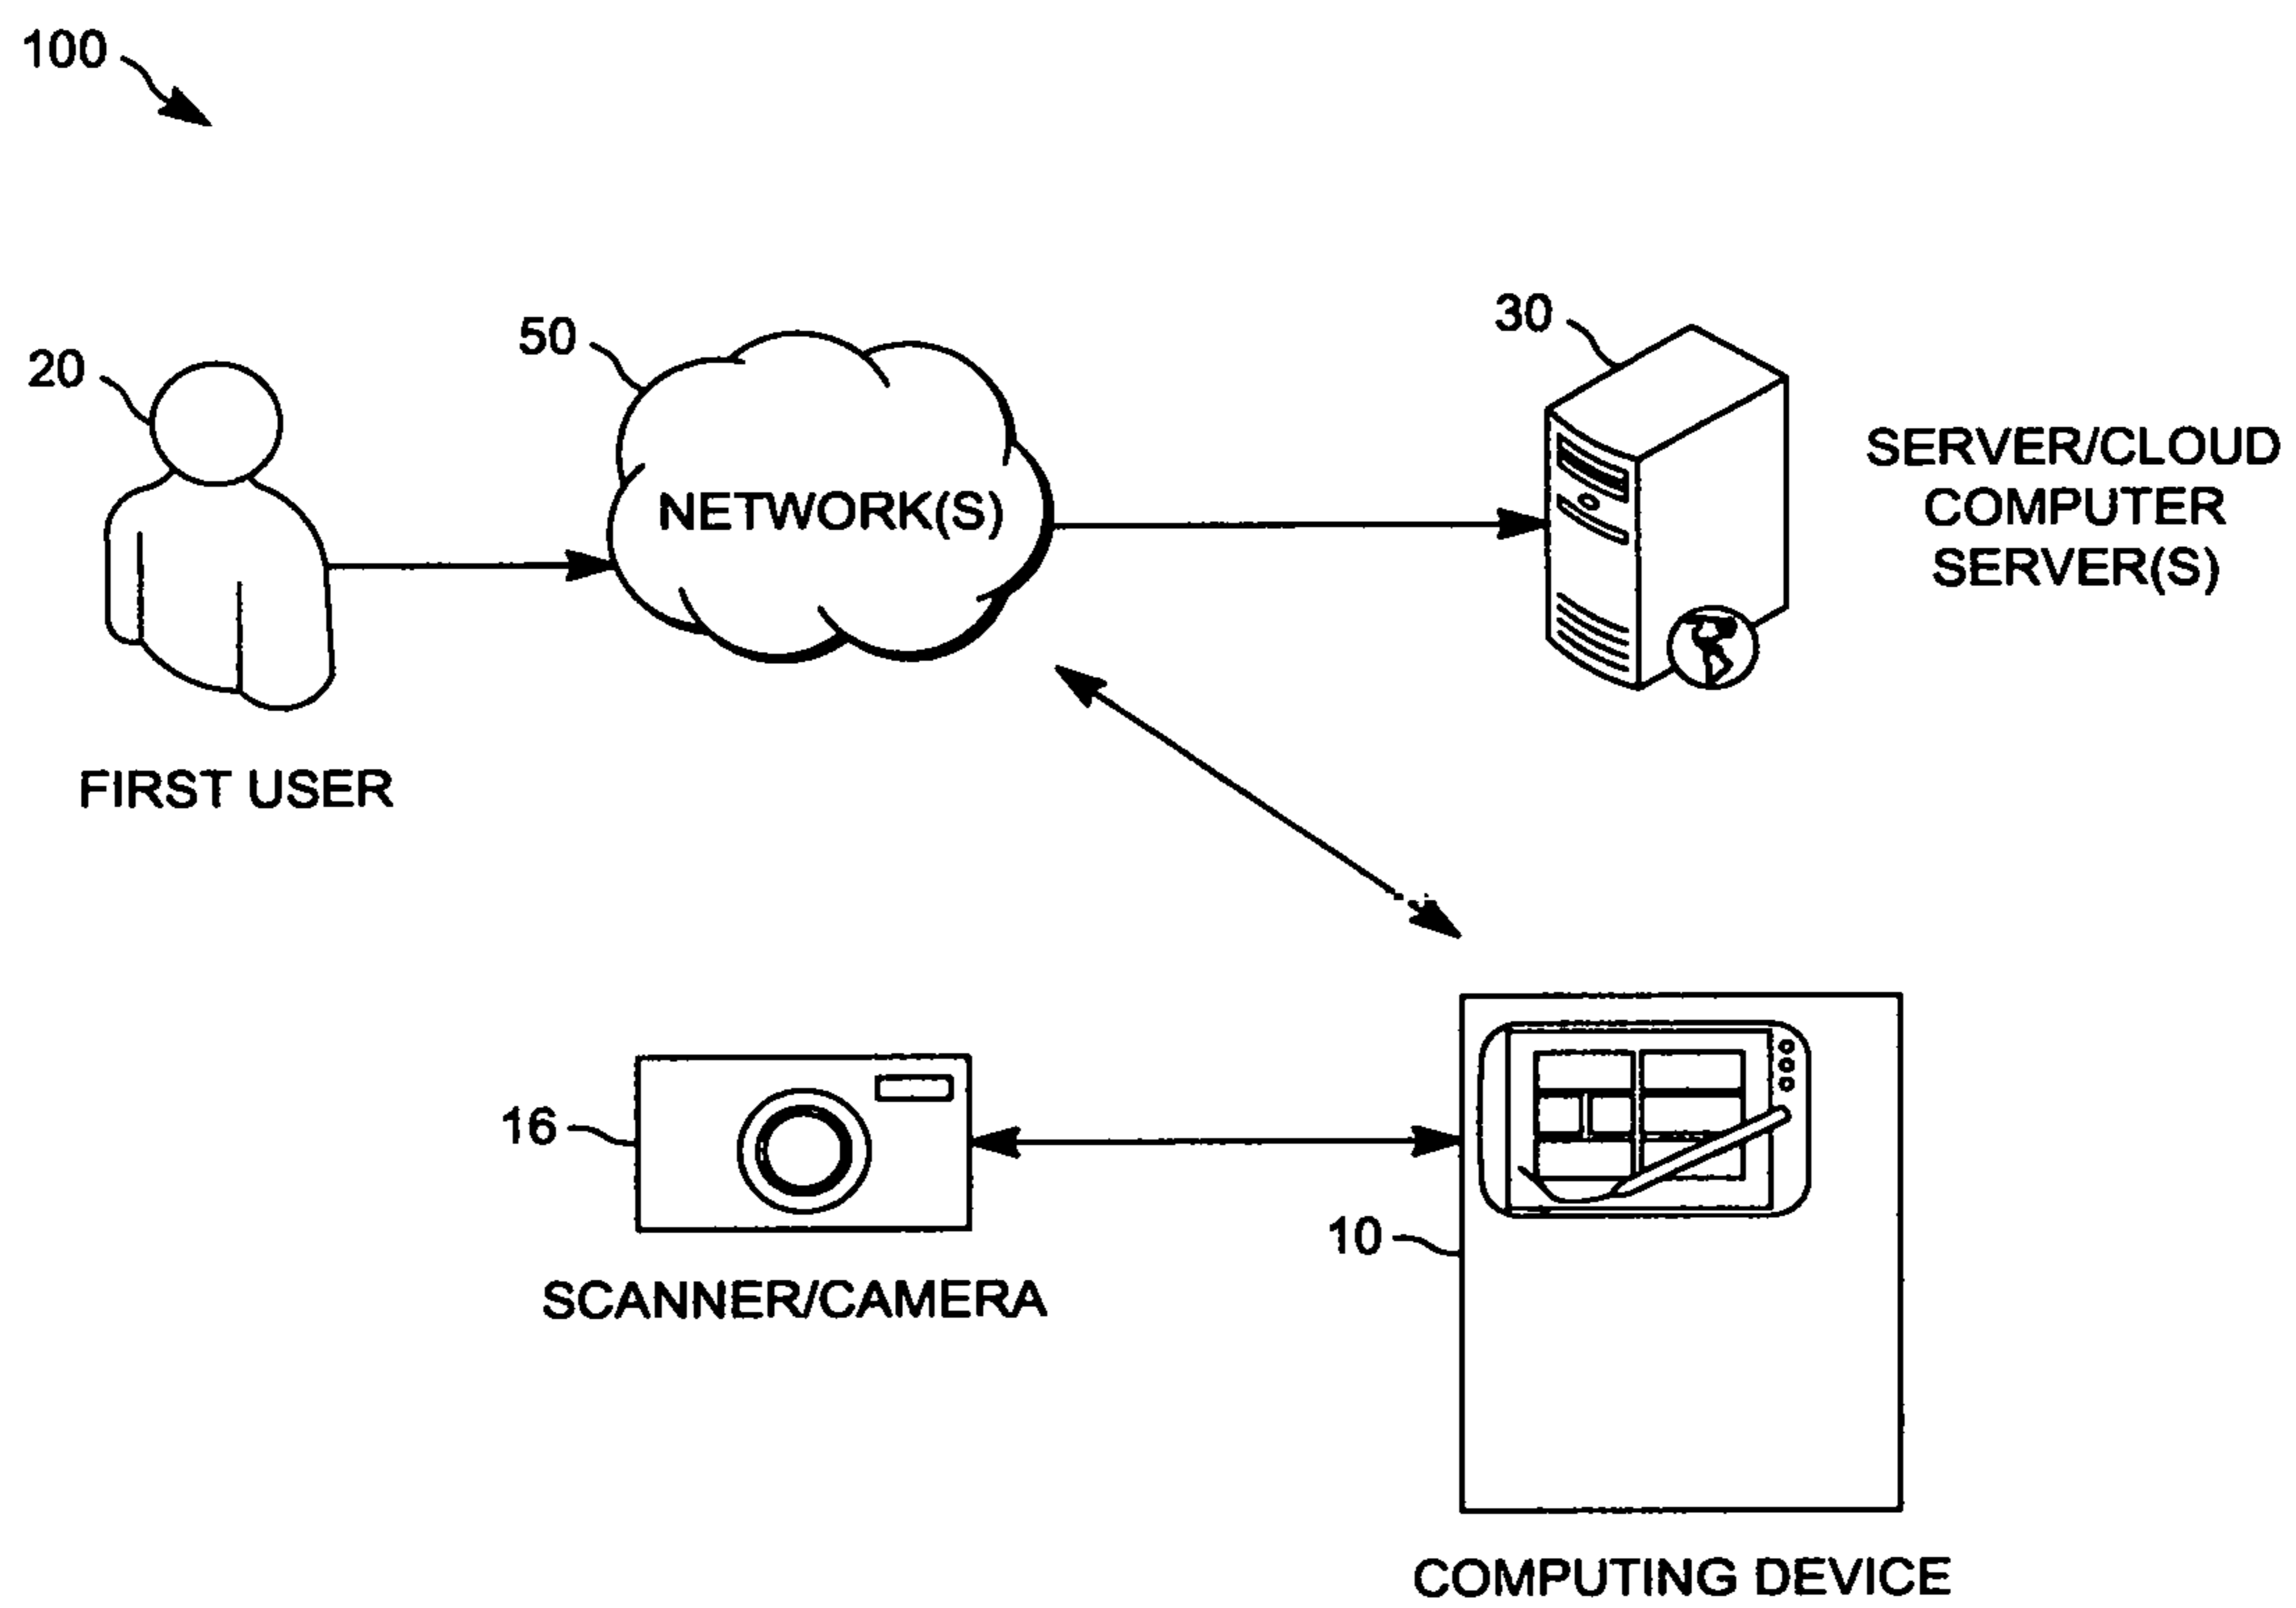 100
20
50
30
NETWORK(S)
SERVER/CLOUD
COMPUTER
SERVER(S)
FIRST USER
16
SCANNER/CAMERA
10
COMPUTING DEVICE